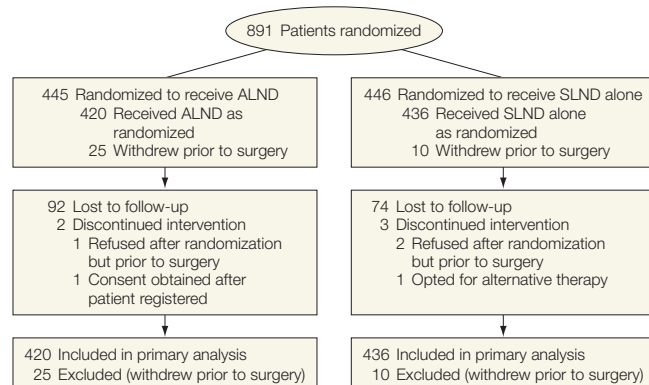 891 Patients randomized
445 Randomized to receive ALND
420 Received ALND as
randomized
25 Withdrew prior to surgery
446 Randomized to receive SLND alone
436 Received SLND alone
as randomized
10 Withdrew prior to surgery
92 Lost to follow-up
2 Discontinued intervention
1 Refused after randomization
but prior to surgery
1 Consent obtained after
patient registered
74 Lost to follow-up
3 Discontinued intervention
2 Refused after randomization
but prior to surgery
1 Opted for alternative therapy
420 Included in primary analysis
25 Excluded (withdrew prior to surgery)
436 Included in primary analysis
10 Excluded (withdrew prior to surgery)